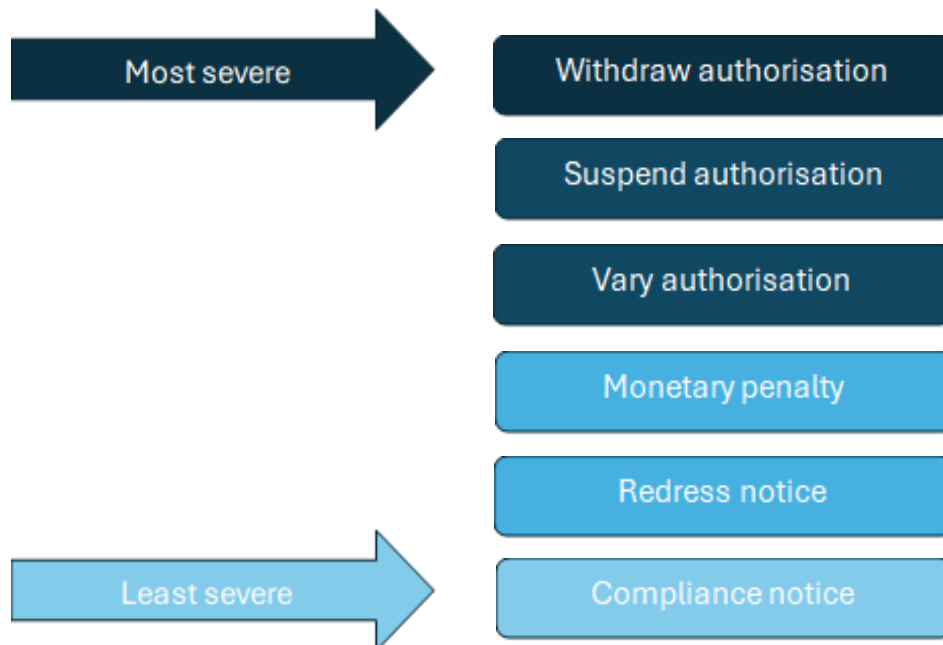 Most severe
Withdraw authorisation
Suspend authorisation
Vary authorisation
Monetary penalty
Redress notice
Least severe
Compliance notice